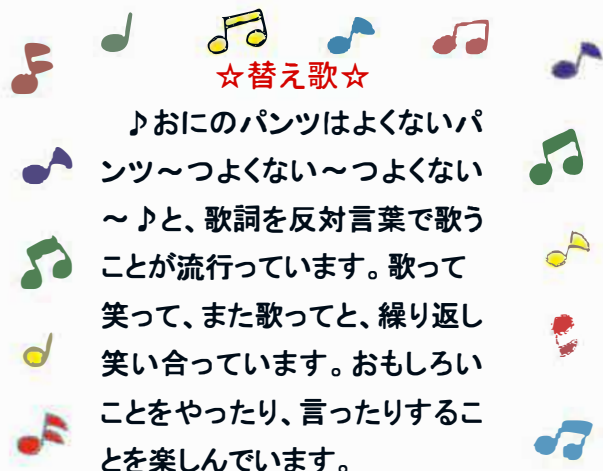 ☆替え歌☆
♪おにのパンツはよくないパ
ンツ～つよくない～つよくない
～♪と、歌詞を反対言葉で歌う
ことが流行っています。歌って
笑って、また歌ってと、繰り返し
笑い合っています。おもしろい
ことをやったり、言ったりするこ
とを楽しんでいます。